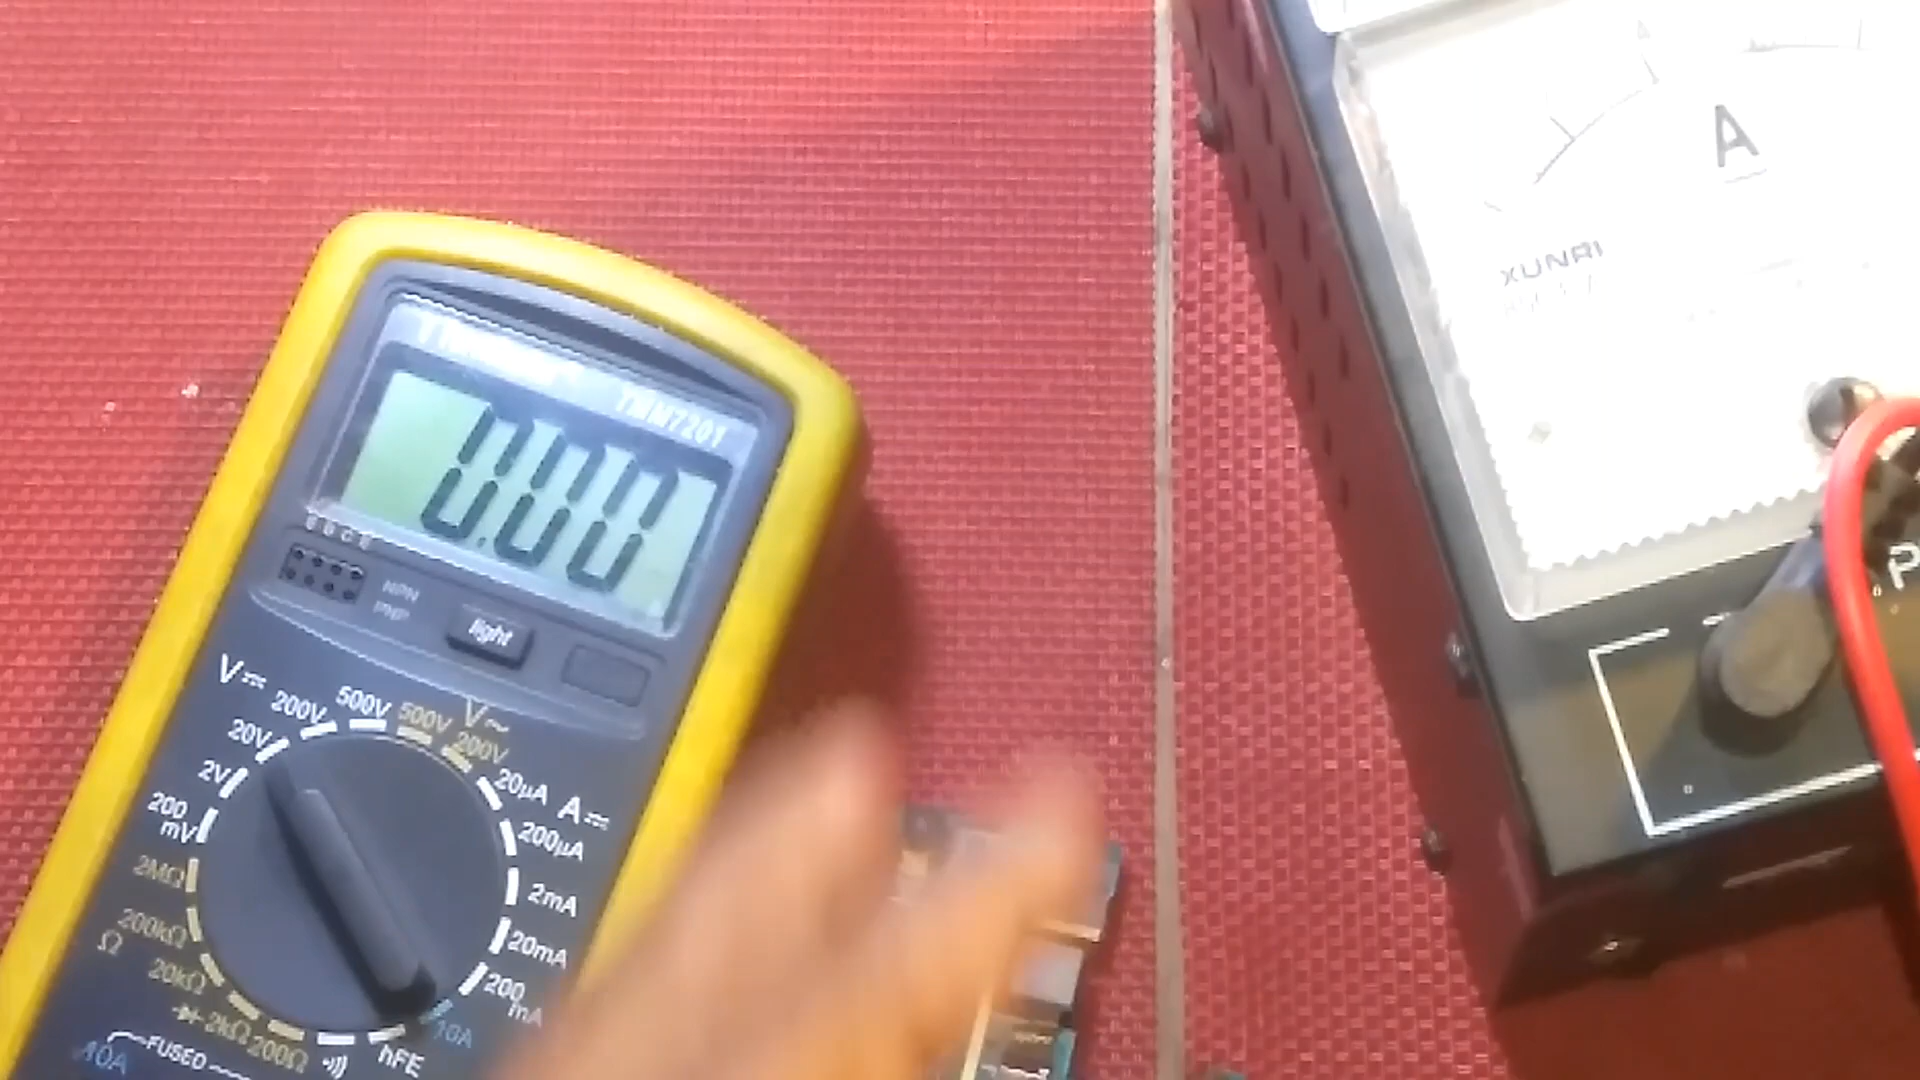 A
XUNRI
TMM7201
0.00
E B C E
NPN
PNP
light
V⎓
200V
500V
500V
V~
200V
20V
2V
200
mV
2MΩ
200kΩ
Ω
20kΩ
2kΩ
200Ω
hFE
10A
200
mA
20mA
2mA
200µA
20µA
A⎓
10A
FUSED
P